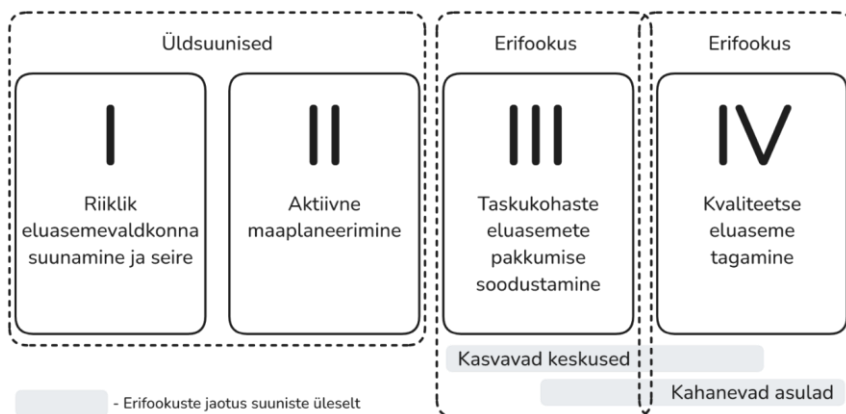 Üldsuunised
Erifookus
Erifookus
I
Riiklik
eluasemevaldkonna
suunamine ja seire
II
Aktiivne
maaplaneerimine
III
Taskukohaste
eluasemete
pakkumise
soodustamine
IV
Kvaliteetse
eluaseme
tagamine
Kasvavad keskused
Kahanevad asulad
- Erifookuste jaotus suuniste üleselt